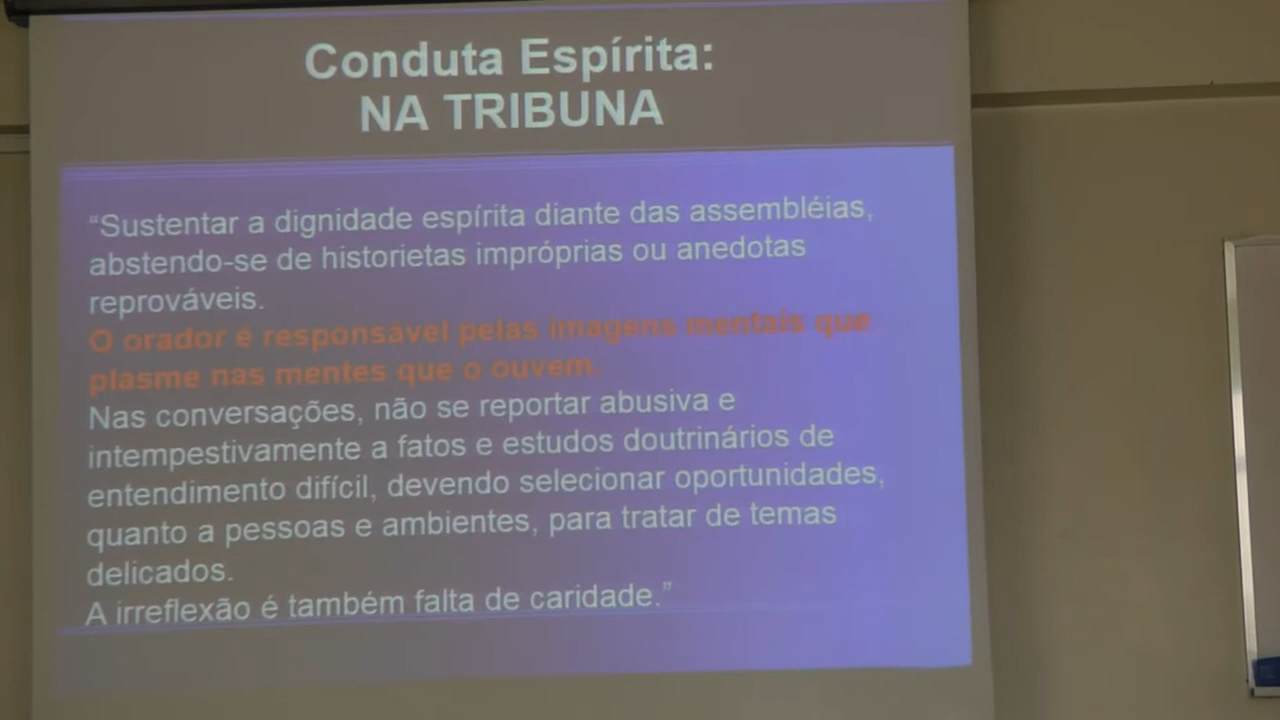 Conduta Espírita:
NA TRIBUNA
“Sustentar a dignidade espírita diante das assembléias,
abstendo-se de historietas impróprias ou anedotas
reprováveis.
O orador é responsável pelas imagens mentais que
plasme nas mentes que o ouvem.
Nas conversações, não se reportar abusiva e
intempestivamente a fatos e estudos doutrinários de
entendimento difícil, devendo selecionar oportunidades,
quanto a pessoas e ambientes, para tratar de temas
delicados.
A irreflexão é também falta de caridade.”